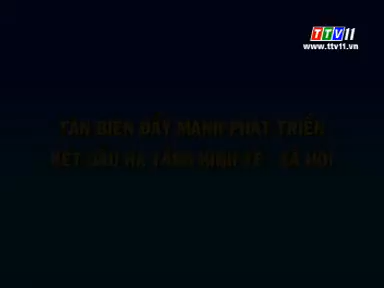 TTV11
www.ttv11.vn
TÂN BIÊN ĐẨY MẠNH PHÁT TRIỂN
KẾT CẤU HẠ TẦNG KINH TẾ - XÃ HỘI